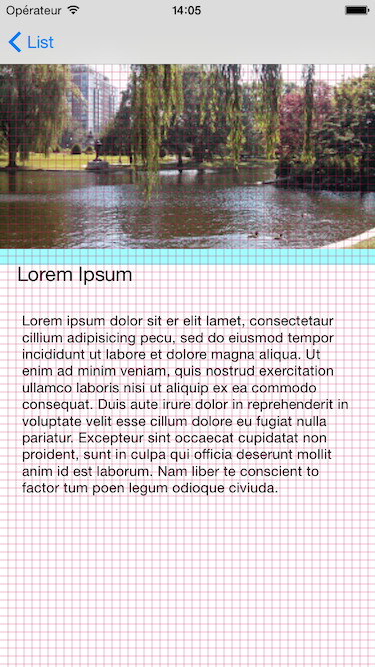 Opérateur 14:05
List
Lorem Ipsum
Lorem ipsum dolor sit er elit lamet, consectetaur
cillium adipisicing pecu, sed do eiusmod tempor
incididunt ut labore et dolore magna aliqua. Ut
enim ad minim veniam, quis nostrud exercitation
ullamco laboris nisi ut aliquip ex ea commodo
consequat. Duis aute irure dolor in reprehenderit in
voluptate velit esse cillum dolore eu fugiat nulla
pariatur. Excepteur sint occaecat cupidatat non
proident, sunt in culpa qui officia deserunt mollit
anim id est laborum. Nam liber te conscient to
factor tum poen legum odioque civiuda.